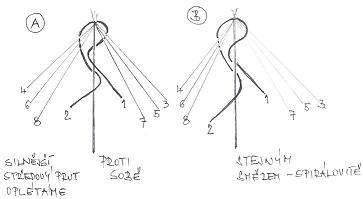 A
B
4
6
8
2
1
7
5
3
4
6
8
2
1
7
5
3
SILNĚJŠÍ
STŘEDOVÝ PRUT
OPLÉTÁME
PROTI
SOBĚ
STEJNÝM
SMĚREM - SPIRÁLOVITĚ